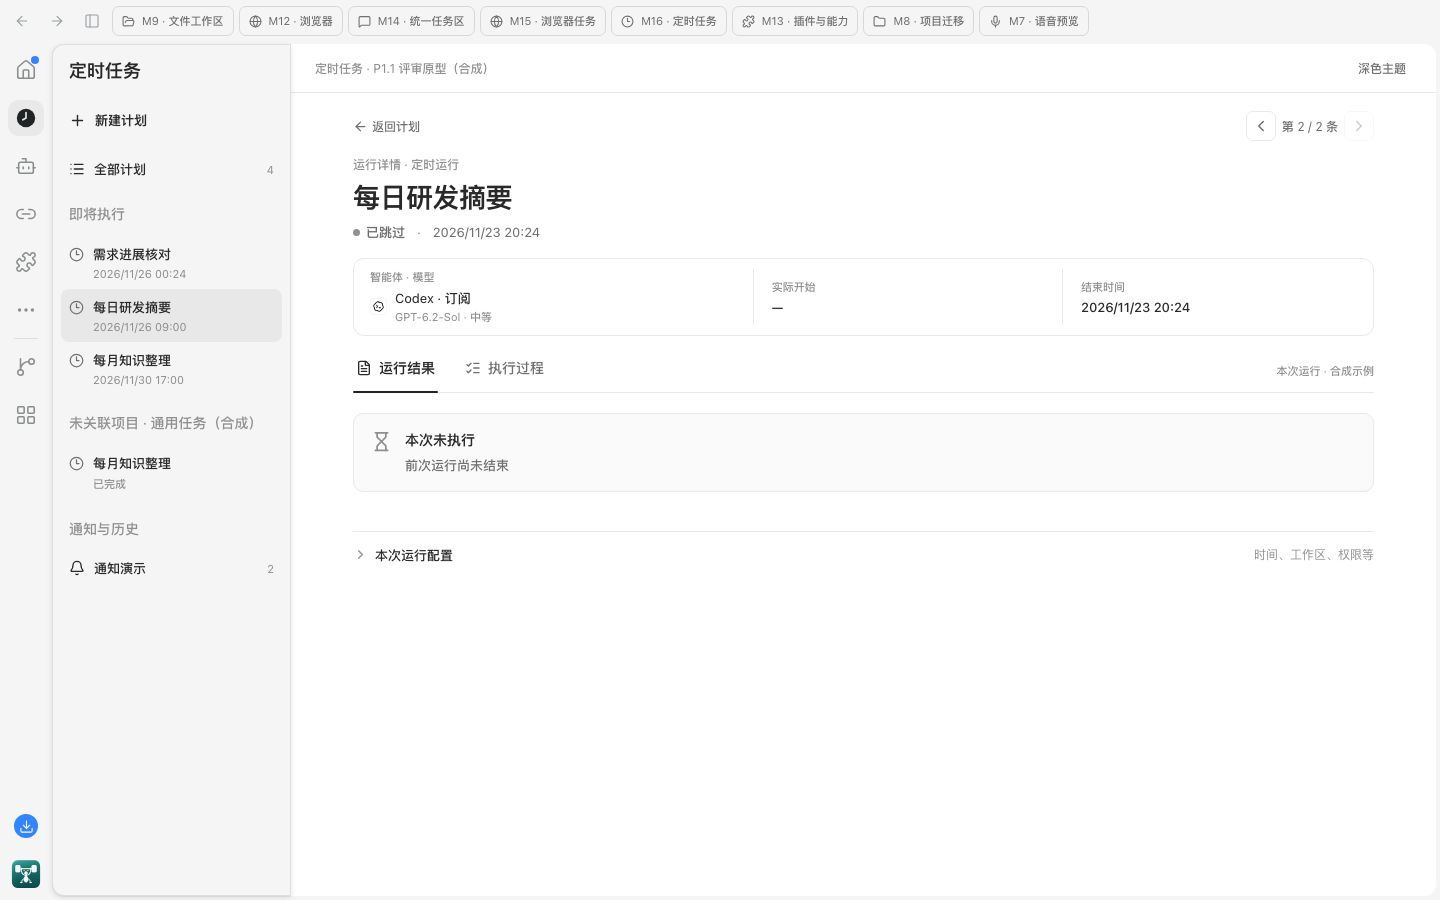 M9 · 文件工作区
M12 · 浏览器
M14 · 统一任务区
M15 · 浏览器任务
M16 · 定时任务
M13 · 插件与能力
M8 · 项目迁移
M7 · 语音预览
定时任务
新建计划
全部计划 4
即将执行
需求进展核对
2026/11/26 00:24
每日研发摘要
2026/11/26 09:00
每月知识整理
2026/11/30 17:00
未关联项目 · 通用任务（合成）
每月知识整理
已完成
通知与历史
通知演示 2
定时任务 · P1.1 评审原型（合成）
深色主题
返回计划
第 2 / 2 条
运行详情 · 定时运行
每日研发摘要
已跳过 · 2026/11/23 20:24
智能体 · 模型
Codex · 订阅
GPT-6.2-Sol · 中等
实际开始
—
结束时间
2026/11/23 20:24
运行结果
执行过程
本次运行 · 合成示例
本次未执行
前次运行尚未结束
本次运行配置
时间、工作区、权限等